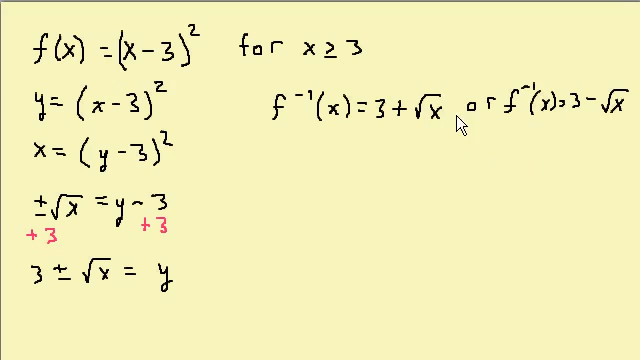 f(x) = (x - 3)² for x ≥ 3
y = (x - 3)²
f⁻¹(x) = 3 + √x or f⁻¹(x) = 3 - √x
x = (y - 3)²
± √x = y - 3
+ 3 + 3
3 ± √x = y